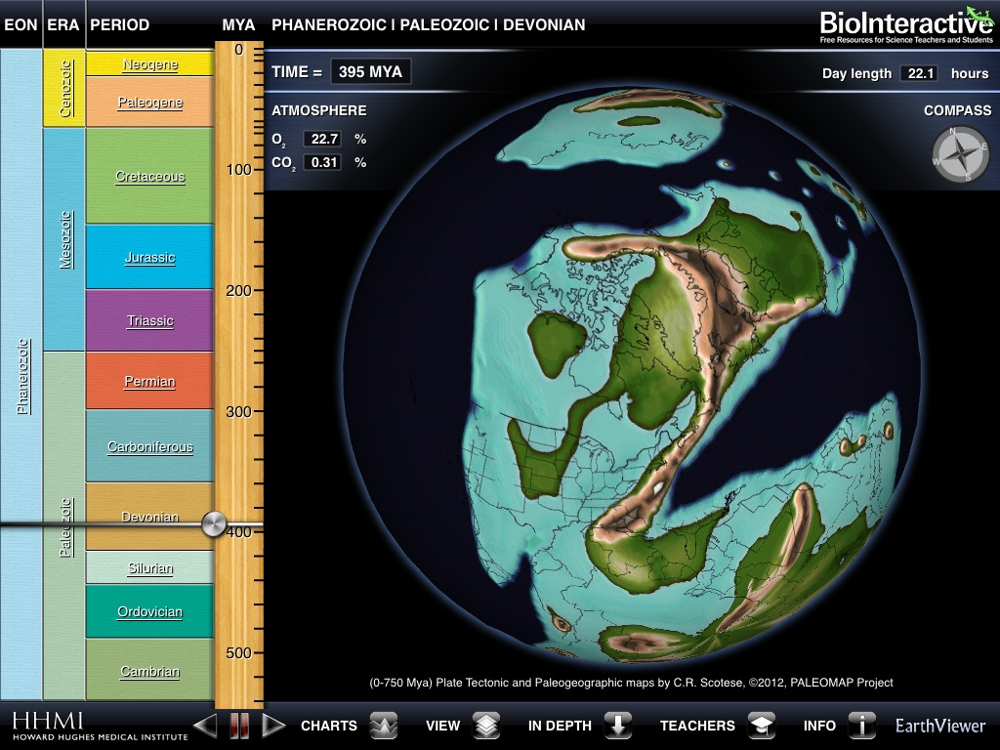 EON ERA PERIOD MYA PHANEROZOIC | PALEOZOIC | DEVONIAN
BioInteractive
Free Resources for Science Teachers and Students
TIME = 395 MYA
Day length 22.1 hours
ATMOSPHERE
O2 22.7 %
CO2 0.31 %
COMPASS
N
E
W
S
Phanerozoic
Cenozoic
Mesozoic
Paleozoic
Neogene
Paleogene
Cretaceous
Jurassic
Triassic
Permian
Carboniferous
Devonian
Silurian
Ordovician
Cambrian
0
100
200
300
400
500
(0-750 Mya) Plate Tectonic and Paleogeographic maps by C.R. Scotese, ©2012, PALEOMAP Project
HHMI
HOWARD HUGHES MEDICAL INSTITUTE
CHARTS VIEW IN DEPTH TEACHERS INFO EarthViewer